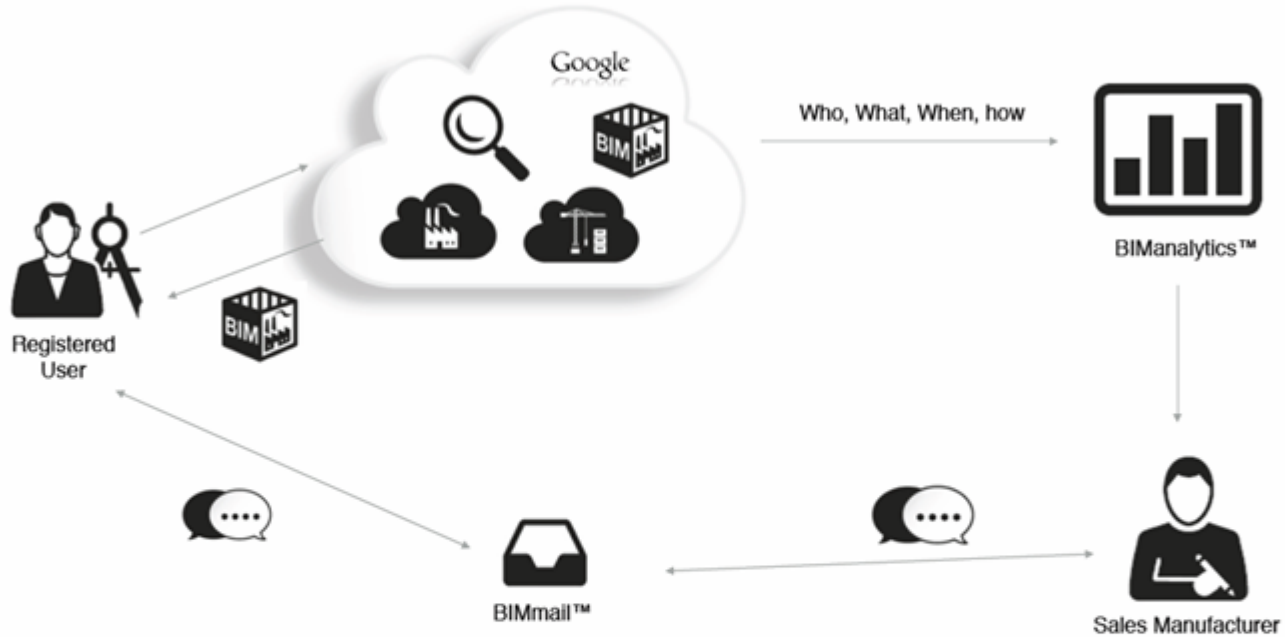 Google
BIM
Who, What, When, how
BIManalytics™
BIM
Registered
User
BIMmail™
Sales Manufacturer